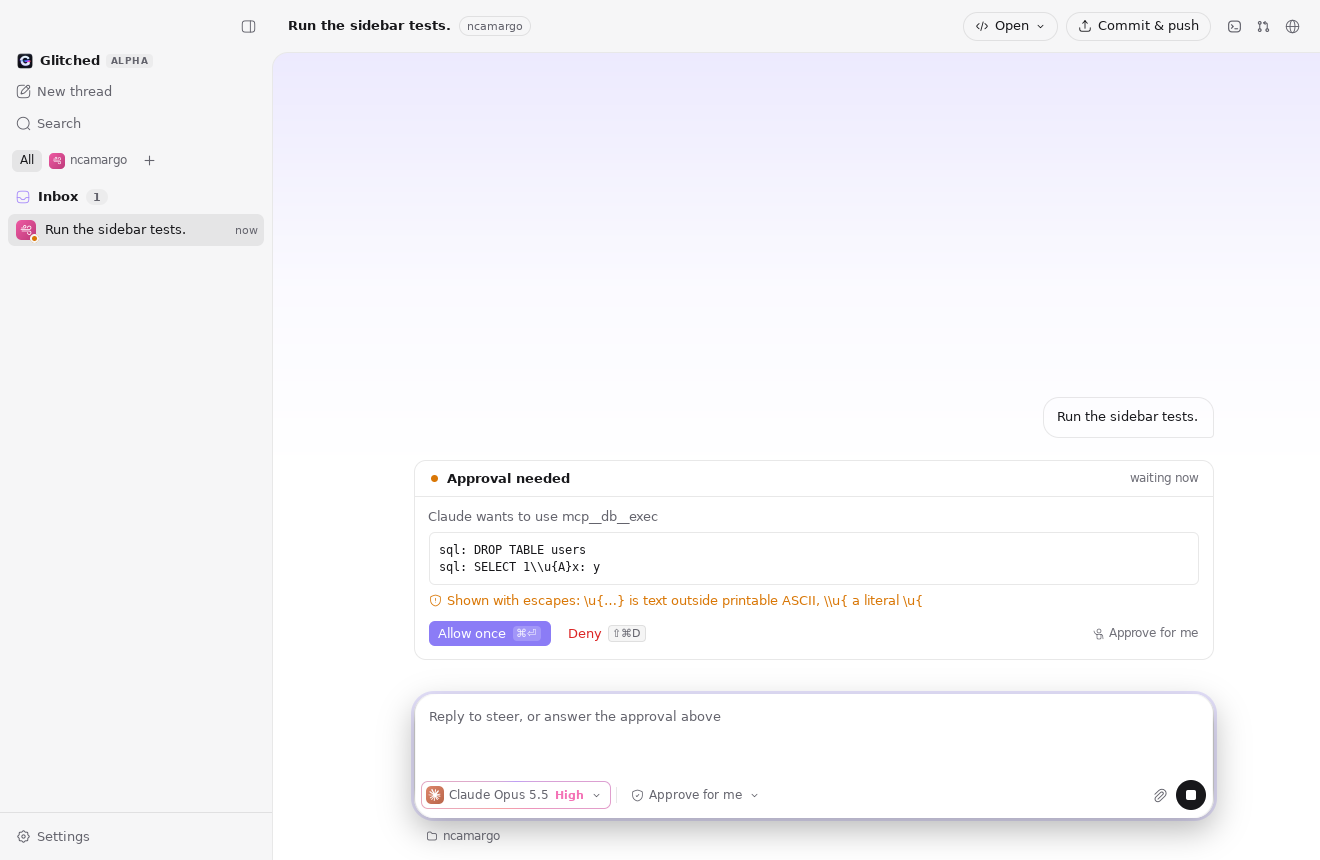 Run the sidebar tests. ncamargo Open Commit & push
Glitched ALPHA
New thread
Search
All ncamargo
Inbox 1
Run the sidebar tests. now
Run the sidebar tests.
Approval needed waiting now
Claude wants to use mcp__db__exec
sql: DROP TABLE users
sql: SELECT 1\\u{A}x: y
Shown with escapes: \u{…} is text outside printable ASCII, \\u{ a literal \u{
Allow once ⌘⏎ Deny ⇧⌘D Approve for me
Reply to steer, or answer the approval above
Claude Opus 5.5 High Approve for me
ncamargo
Settings